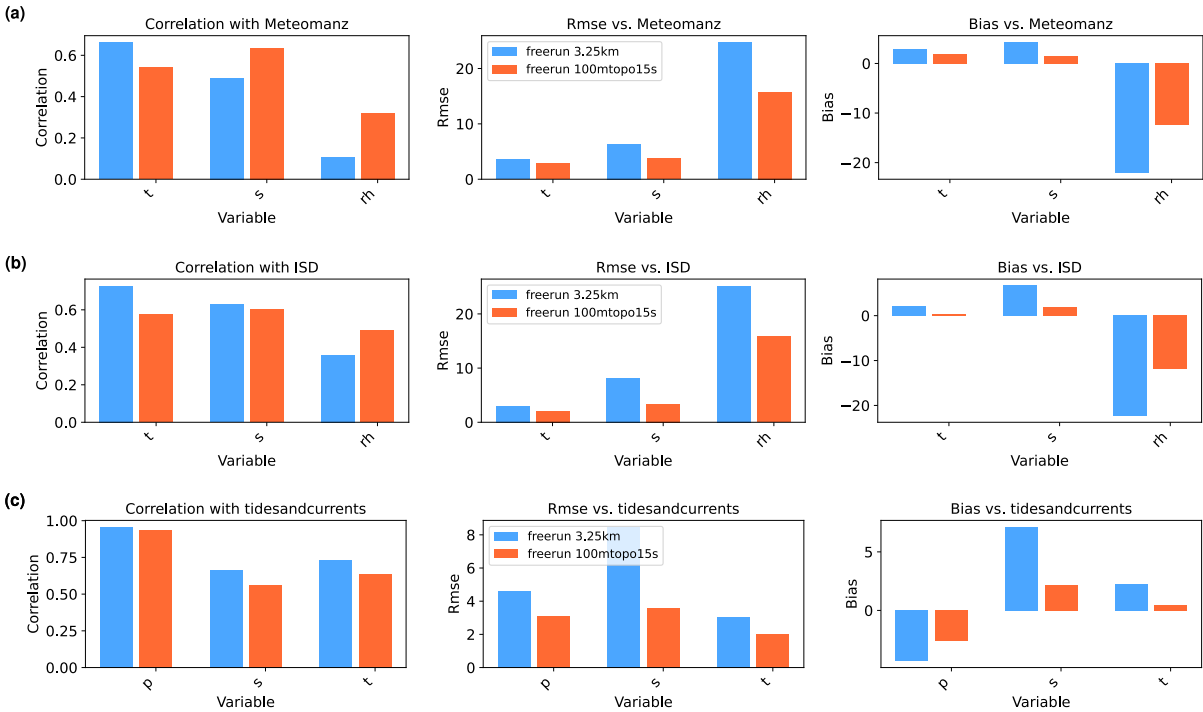 (a)
Correlation with Meteomanz
Correlation
0.6
0.4
0.2
0.0
t
s
rh
Variable
Rmse vs. Meteomanz
Rmse
20
10
0
freerun 3.25km
freerun 100mtopo15s
t
s
rh
Variable
Bias vs. Meteomanz
Bias
0
−10
−20
t
s
rh
Variable
(b)
Correlation with ISD
Correlation
0.6
0.4
0.2
0.0
t
s
rh
Variable
Rmse vs. ISD
Rmse
20
10
0
freerun 3.25km
freerun 100mtopo15s
t
s
rh
Variable
Bias vs. ISD
Bias
0
−10
−20
t
s
rh
Variable
(c)
Correlation with tidesandcurrents
Correlation
1.00
0.75
0.50
0.25
0.00
p
s
t
Variable
Rmse vs. tidesandcurrents
Rmse
8
6
4
2
0
freerun 3.25km
freerun 100mtopo15s
p
s
t
Variable
Bias vs. tidesandcurrents
Bias
5
0
p
s
t
Variable